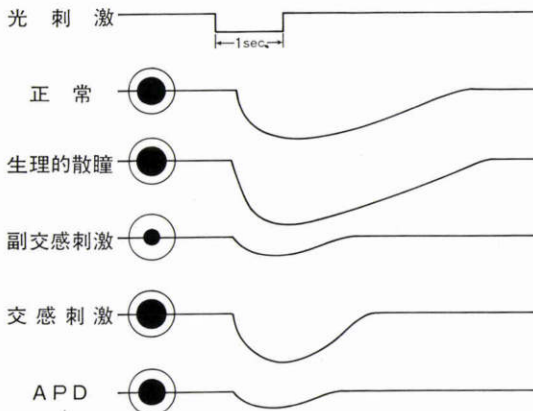 光刺激
1sec.
正常
生理的散瞳
副交感刺激
交感刺激
APD